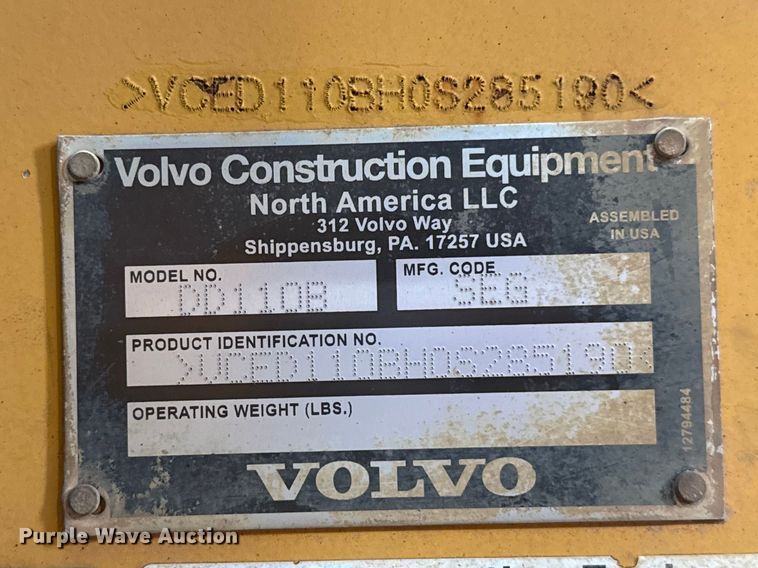 >VCED110BH0S285190<
Volvo Construction Equipment
North America LLC
312 Volvo Way
Shippensburg, PA. 17257 USA
ASSEMBLED
IN USA
MODEL NO.
DD110B
MFG. CODE
SEG
PRODUCT IDENTIFICATION NO.
>VCED110BH0S285190<
OPERATING WEIGHT (LBS.)
12794484
VOLVO
Purple Wave Auction